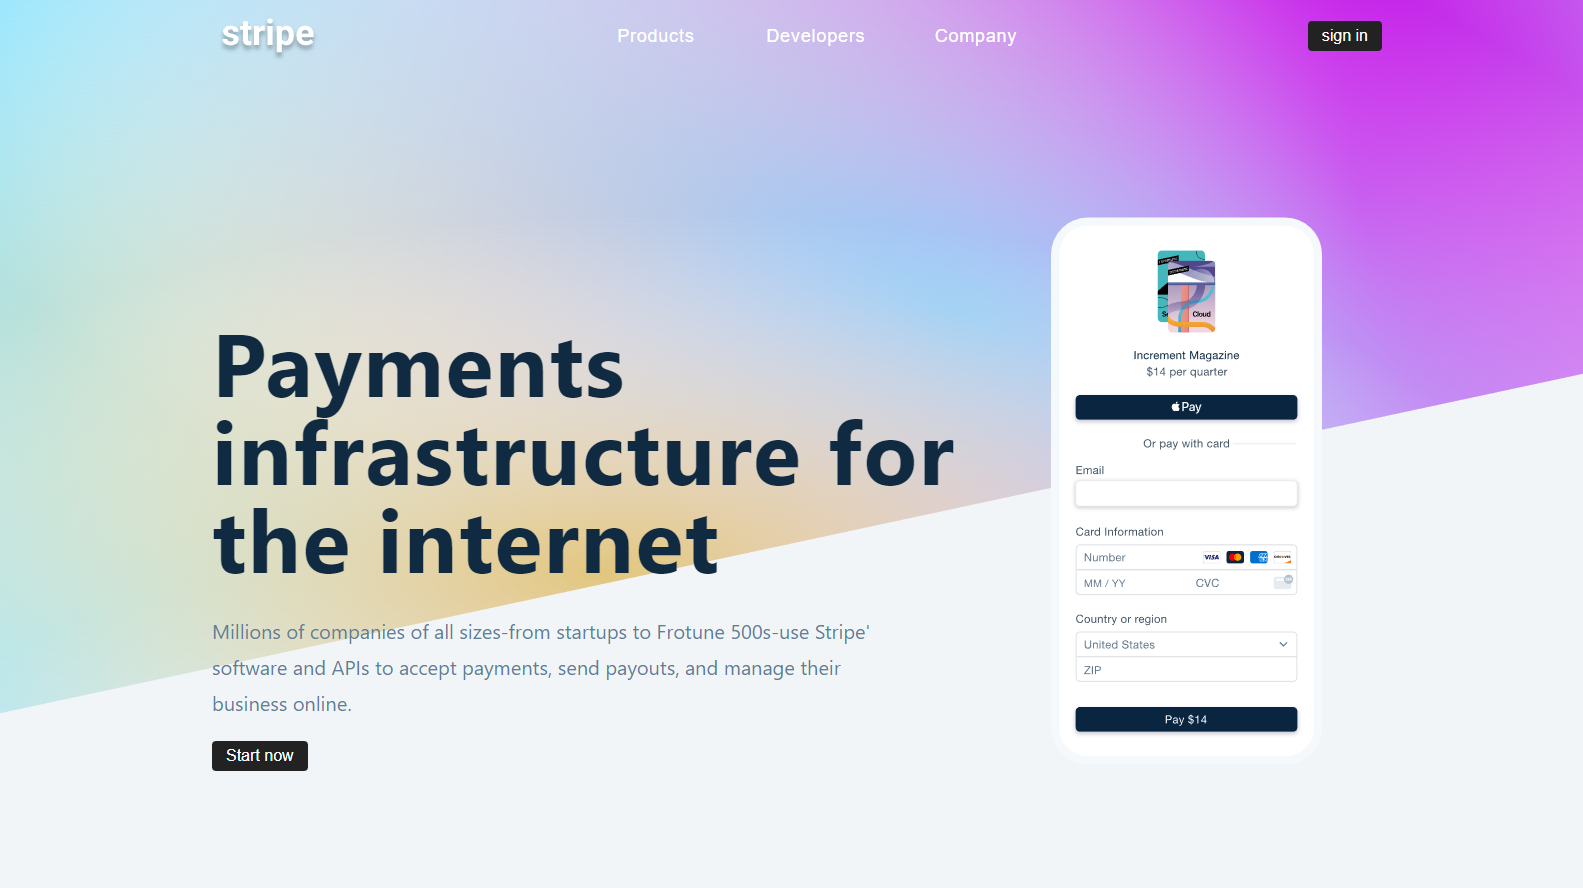 stripe
Products
Developers
Company
sign in
Payments
infrastructure for
the internet
Millions of companies of all sizes-from startups to Frotune 500s-use Stripe'
software and APIs to accept payments, send payouts, and manage their
business online.
Start now
Cloud
Increment Magazine
$14 per quarter
Pay
Or pay with card
Email
Card Information
Number
VISA
DISCOVER
MM / YY
CVC
Country or region
United States
ZIP
Pay $14